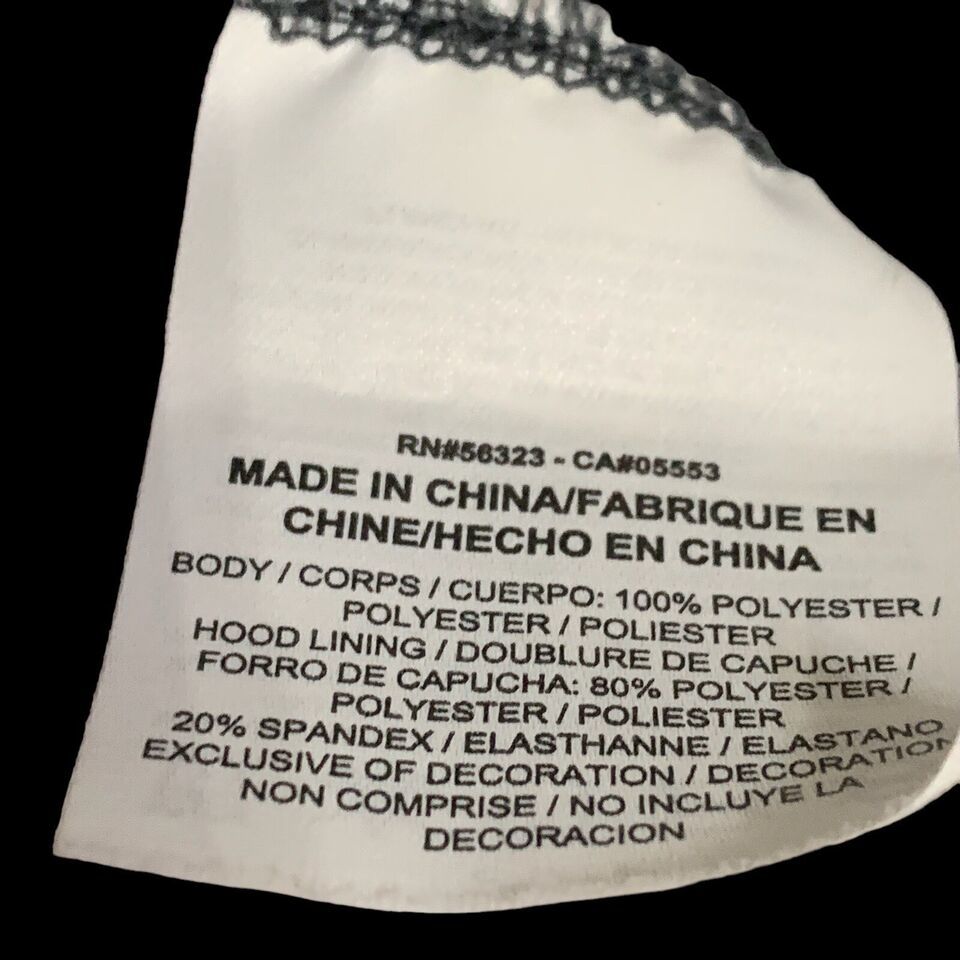 RN#56323 - CA#05553
MADE IN CHINA/FABRIQUE EN
CHINE/HECHO EN CHINA
BODY / CORPS / CUERPO: 100% POLYESTER /
POLYESTER / POLIESTER
HOOD LINING / DOUBLURE DE CAPUCHE /
FORRO DE CAPUCHA: 80% POLYESTER /
POLYESTER / POLIESTER
20% SPANDEX / ELASTHANNE / ELASTANO
EXCLUSIVE OF DECORATION / DECORATION
NON COMPRISE / NO INCLUYE LA
DECORACION